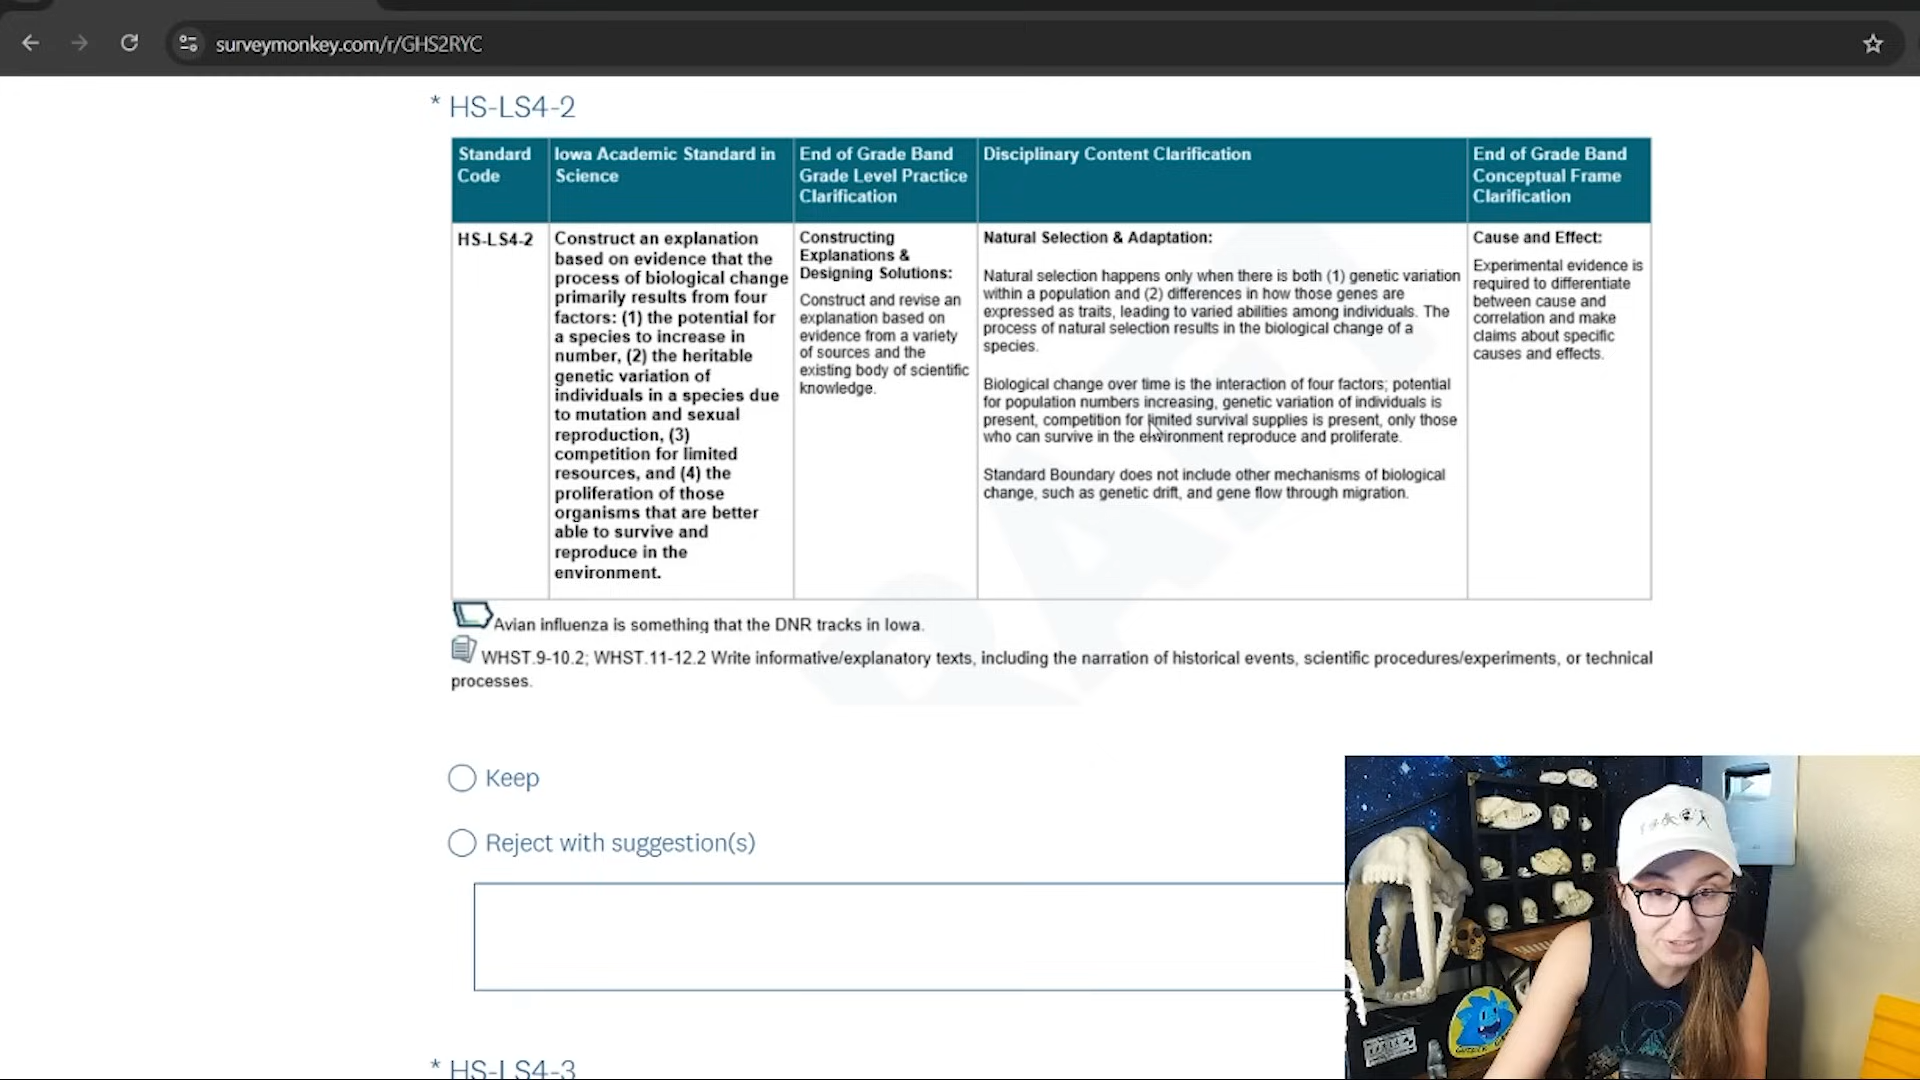 surveymonkey.com/r/GHS2RYC
* HS-LS4-2
Standard Code
Iowa Academic Standard in Science
End of Grade Band Grade Level Practice Clarification
Disciplinary Content Clarification
End of Grade Band Conceptual Frame Clarification
HS-LS4-2
Construct an explanation
based on evidence that the
process of biological change
primarily results from four
factors: (1) the potential for
a species to increase in
number, (2) the heritable
genetic variation of
individuals in a species due
to mutation and sexual
reproduction, (3)
competition for limited
resources, and (4) the
proliferation of those
organisms that are better
able to survive and
reproduce in the
environment.
Constructing
Explanations &
Designing Solutions:
Construct and revise an
explanation based on
evidence from a variety
of sources and the
existing body of scientific
knowledge.
Natural Selection & Adaptation:
Natural selection happens only when there is both (1) genetic variation
within a population and (2) differences in how those genes are
expressed as traits, leading to varied abilities among individuals. The
process of natural selection results in the biological change of a
species.
Biological change over time is the interaction of four factors; potential
for population numbers increasing, genetic variation of individuals is
present, competition for limited survival supplies is present, only those
who can survive in the environment reproduce and proliferate.
Standard Boundary does not include other mechanisms of biological
change, such as genetic drift, and gene flow through migration.
Cause and Effect:
Experimental evidence is
required to differentiate
between cause and
correlation and make
claims about specific
causes and effects.
Avian influenza is something that the DNR tracks in Iowa.
WHST.9-10.2; WHST.11-12.2 Write informative/explanatory texts, including the narration of historical events, scientific procedures/experiments, or technical
processes.
Keep
Reject with suggestion(s)
* HS-LS4-3